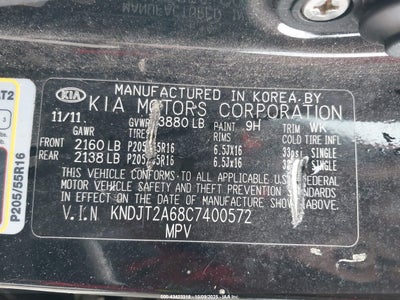 MANUFACTURED
MANUFACTURED IN KOREA BY
KIA
KIA MOTORS CORPORATION
11/11 GVWR 3880 LB PAINT 9H TRIM WK
GAWR TIRES RIMS COLD TIRE INFL
FRONT 2160 LB P205/55R16 6.5JX16 SINGLE
REAR 2138 LB P205/55R16 6.5Jx16 SINGLE
THIS VEHICLE CONFORMS TO ALL APPLICABLE U.S. FEDERAL
MOTOR VEHICLE SAFETY, BUMPER, AND THEFT PREVENTION
STANDARDS IN EFFECT ON THE DATE OF MANUFACTURE
V.I.N KNDJT2A68C7400572
MPV
P205/55R16